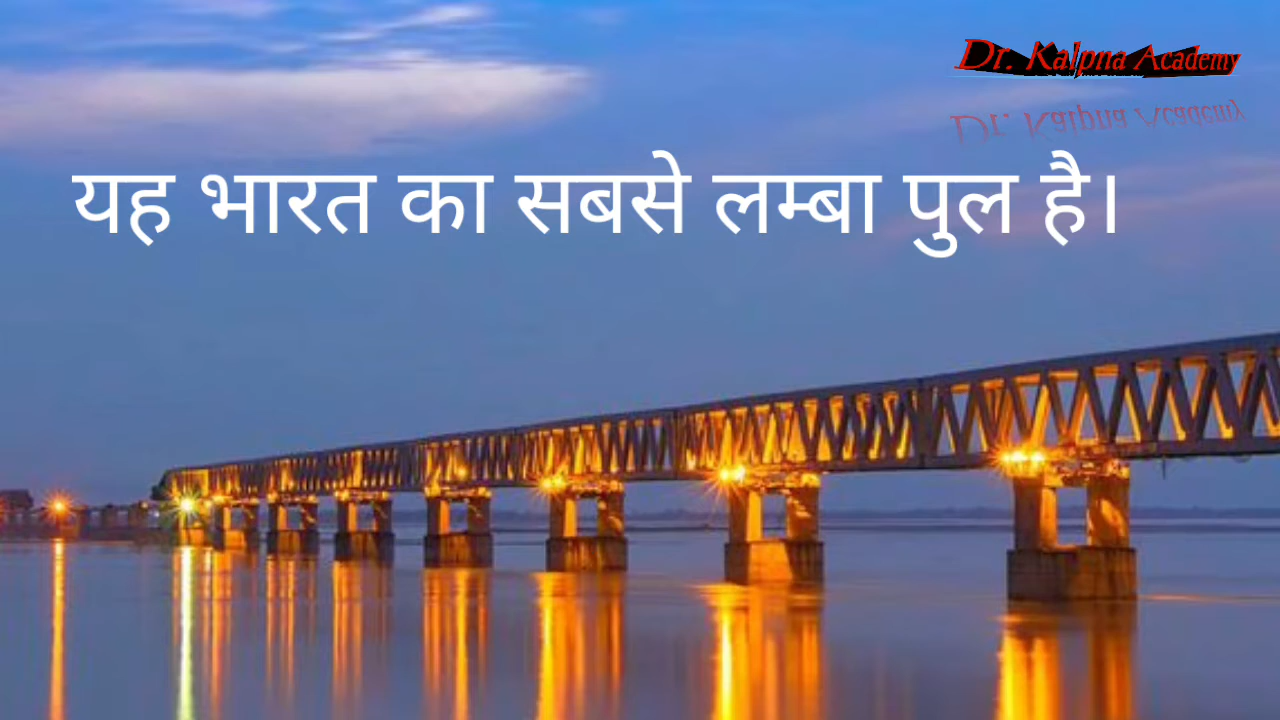 Dr. Kalpna Academy
यह भारत का सबसे लम्बा पुल है।